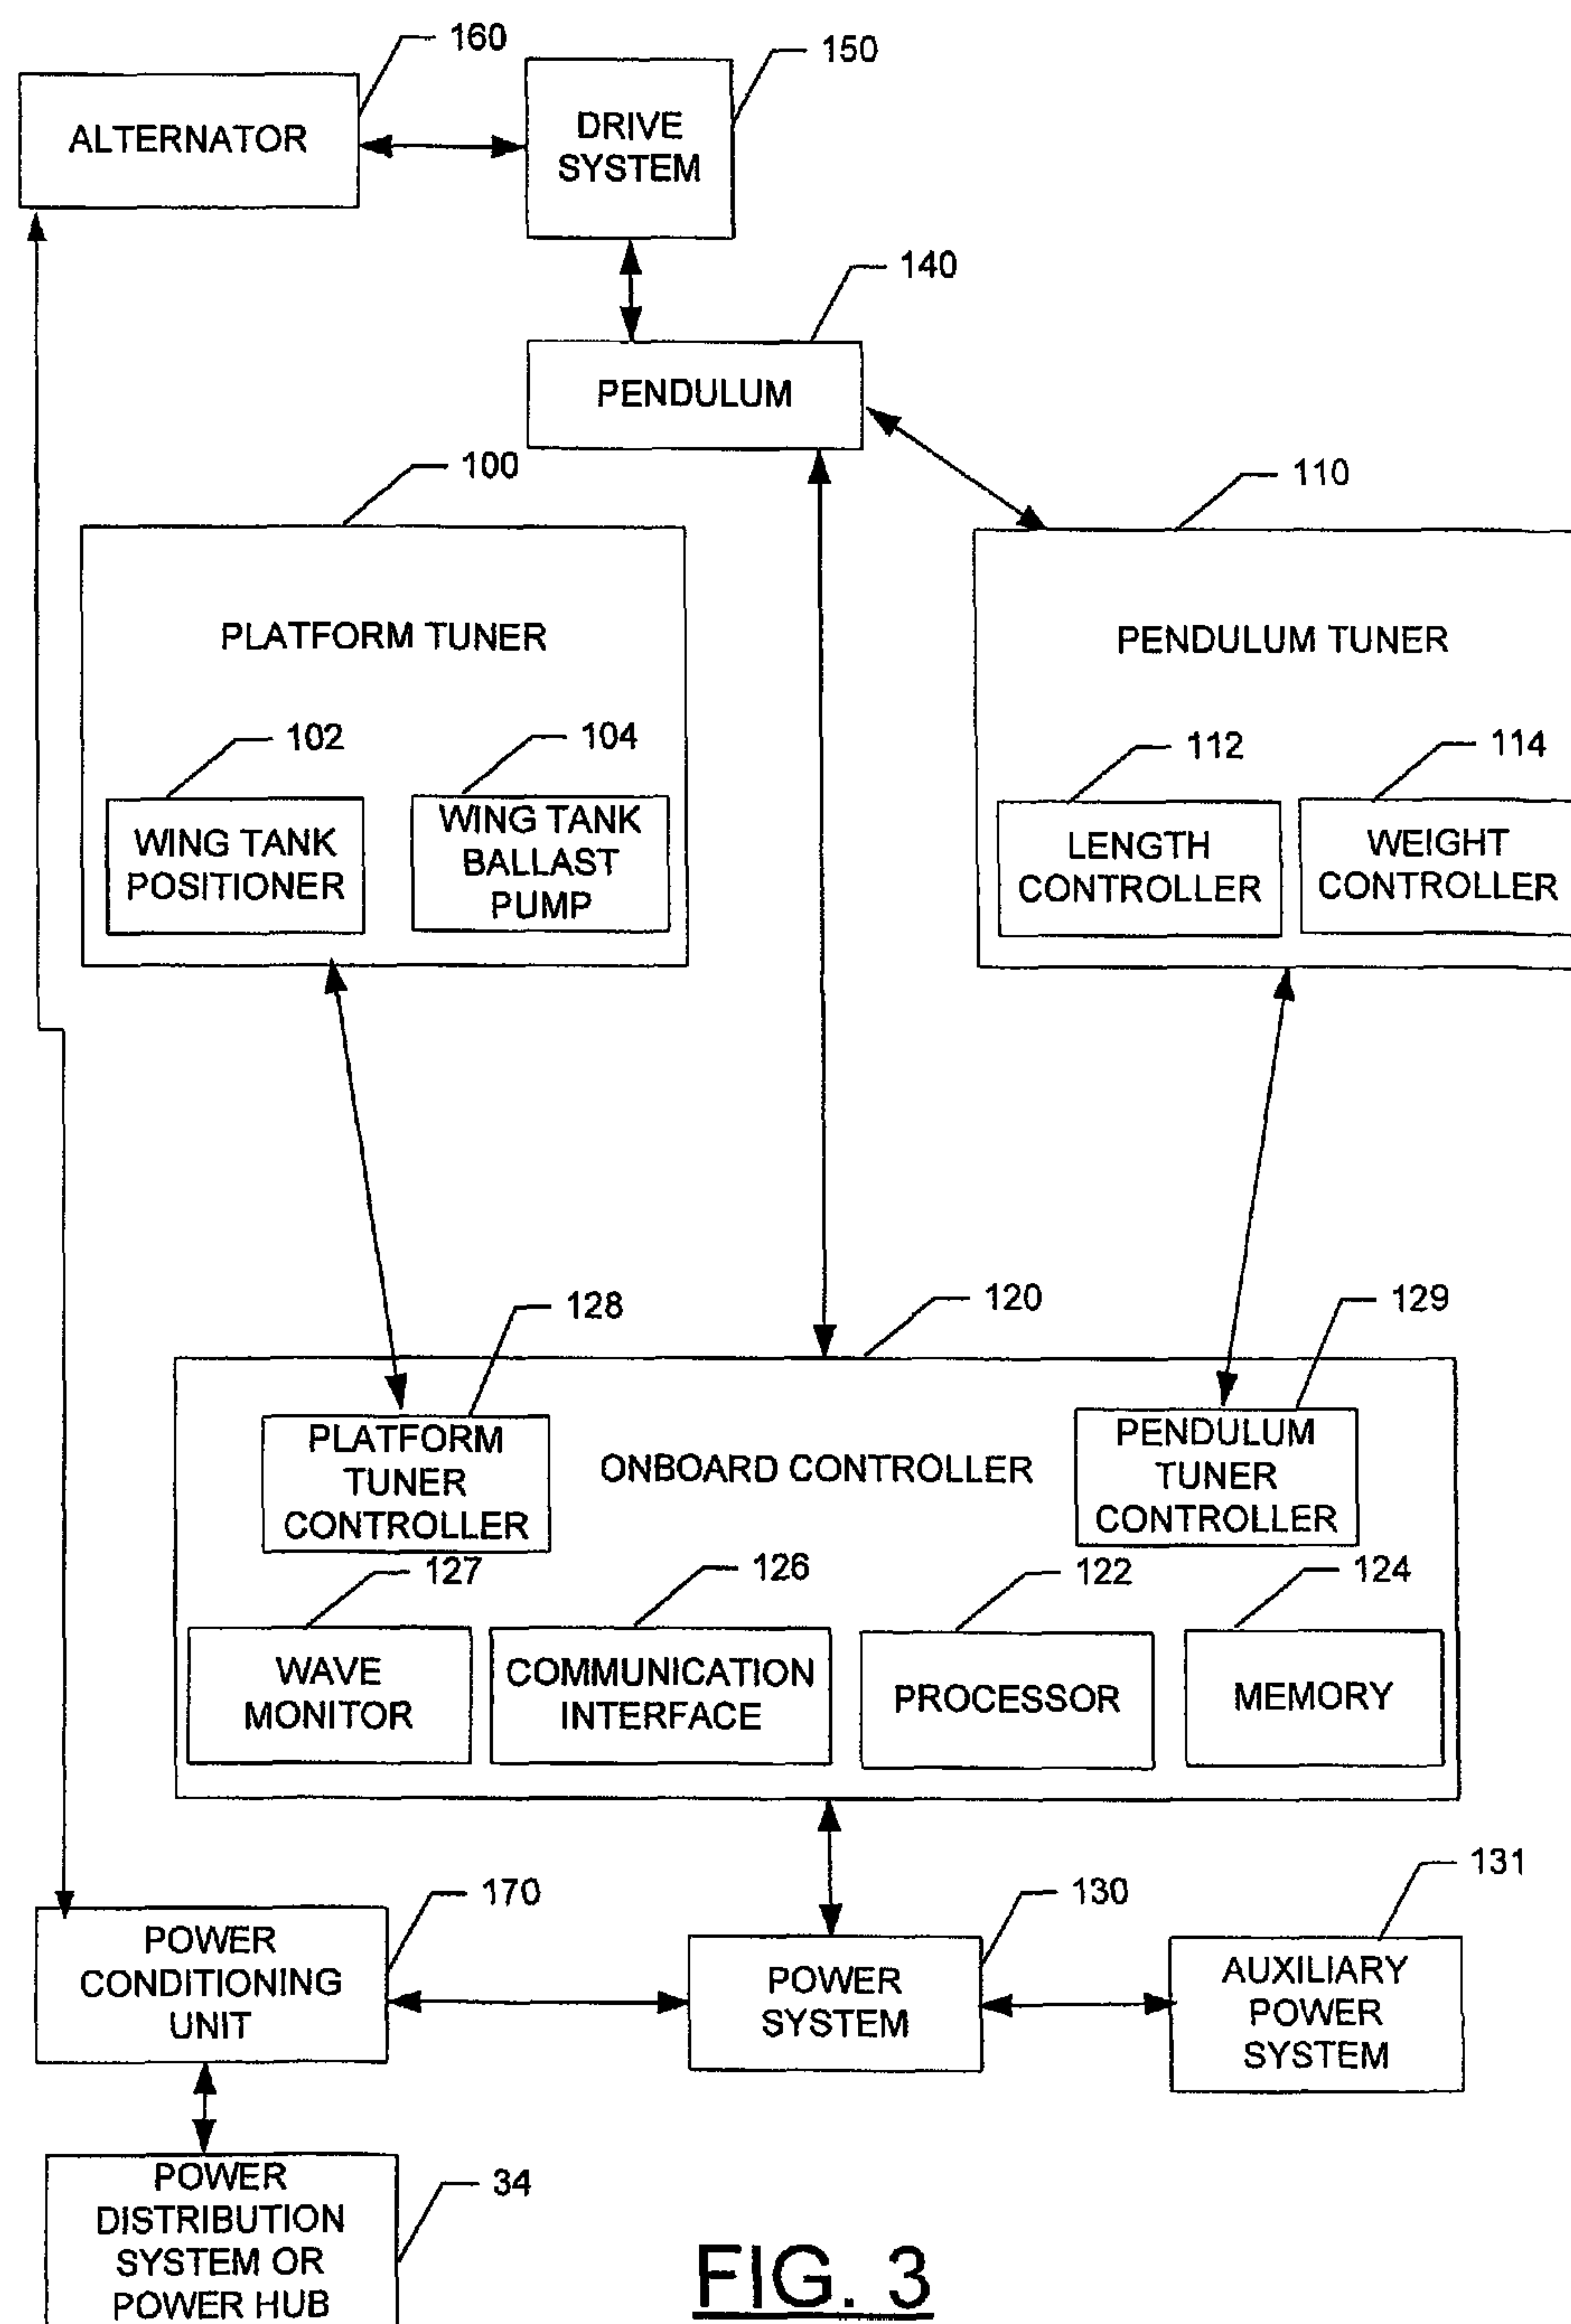 160
150
ALTERNATOR
DRIVE
SYSTEM
140
PENDULUM
100
110
PLATFORM TUNER
PENDULUM TUNER
102
104
112
114
WING TANK
POSITIONER
WING TANK
BALLAST
PUMP
LENGTH
CONTROLLER
WEIGHT
CONTROLLER
128
120
129
PLATFORM
TUNER
CONTROLLER
ONBOARD CONTROLLER
PENDULUM
TUNER
CONTROLLER
127
126
122
124
WAVE
MONITOR
COMMUNICATION
INTERFACE
PROCESSOR
MEMORY
170
130
131
POWER
CONDITIONING
UNIT
POWER
SYSTEM
AUXILIARY
POWER
SYSTEM
34
POWER
DISTRIBUTION
SYSTEM OR
POWER HUB
FIG. 3